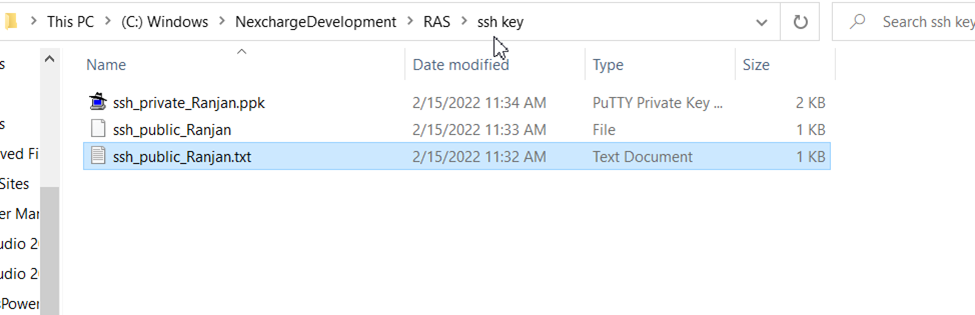 This PC > (C:) Windows > NexchargeDevelopment > RAS > ssh key Search ssh key
Name Date modified Type Size
ssh_private_Ranjan.ppk 2/15/2022 11:34 AM PuTTY Private Key ... 2 KB
ssh_public_Ranjan 2/15/2022 11:33 AM File 1 KB
ssh_public_Ranjan.txt 2/15/2022 11:32 AM Text Document 1 KB
s
s
ved Fi
Sites
er Mar
udio 2
udio 2
sPower